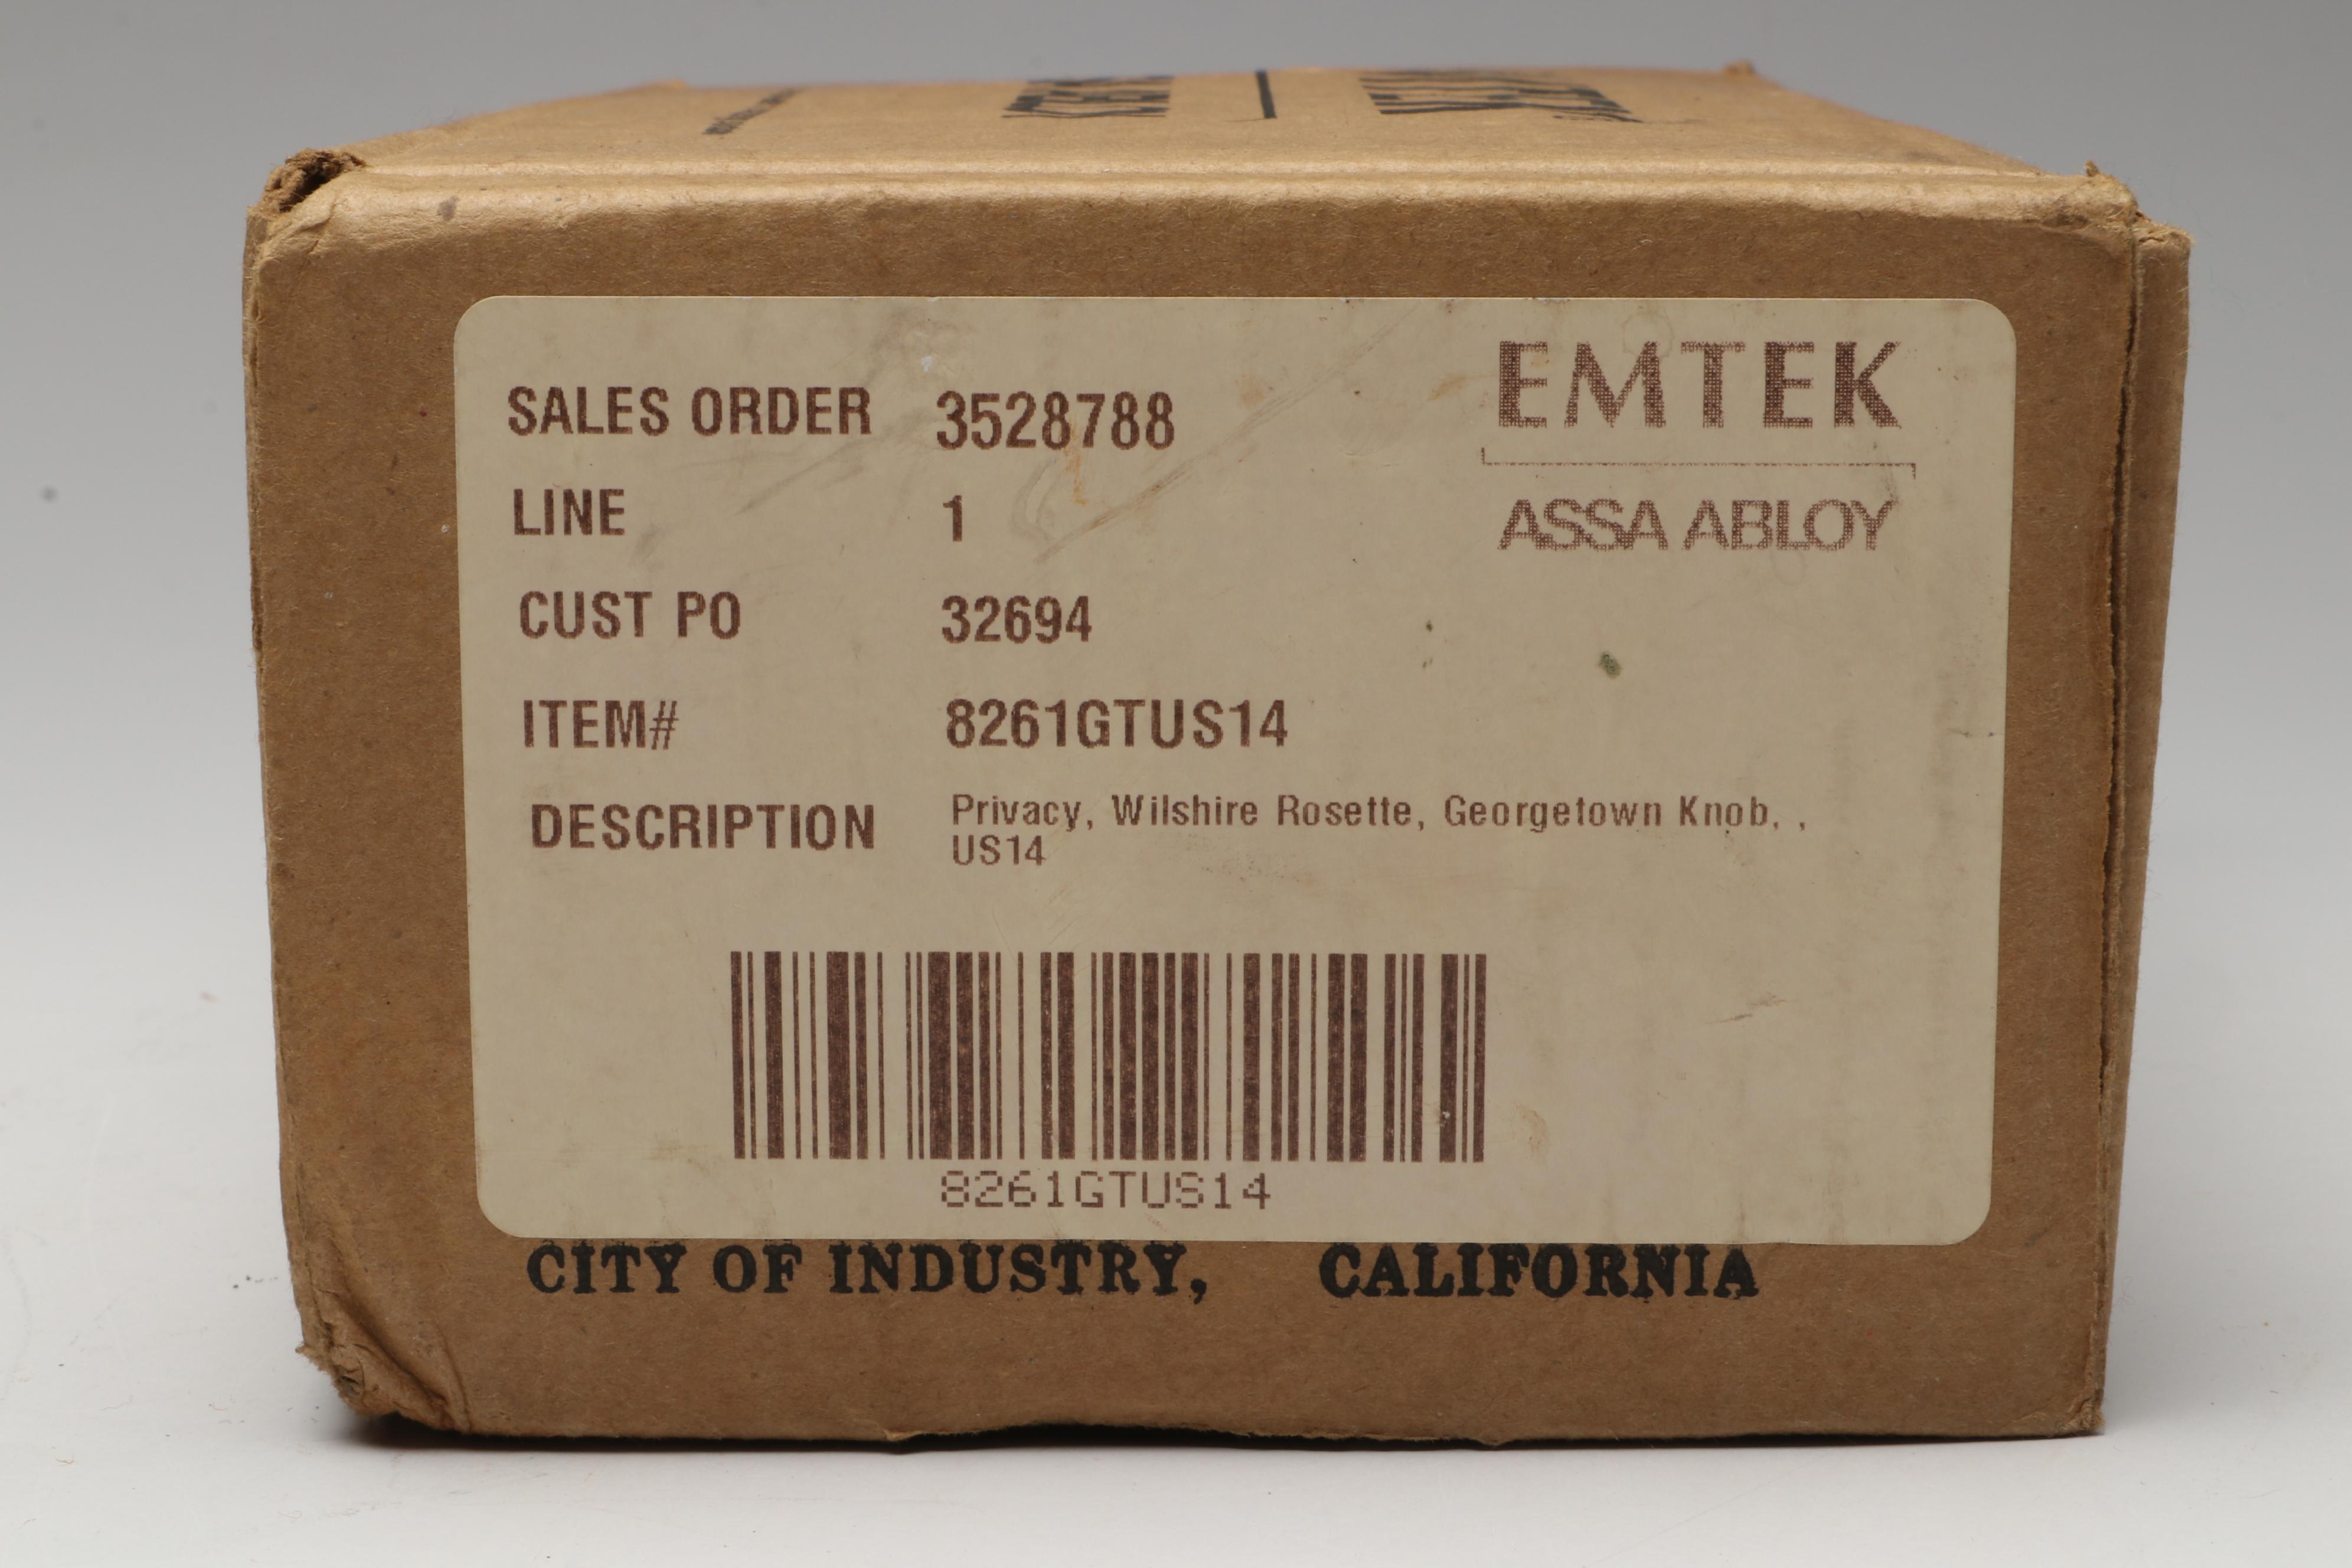 EMTEK
ASSA ABLOY
SALES ORDER 3528788
LINE 1
CUST PO 32694
ITEM# 8261GTUS14
DESCRIPTION Privacy, Wilshire Rosette, Georgetown Knob, ,
US14
8261GTUS14
CITY OF INDUSTRY, CALIFORNIA